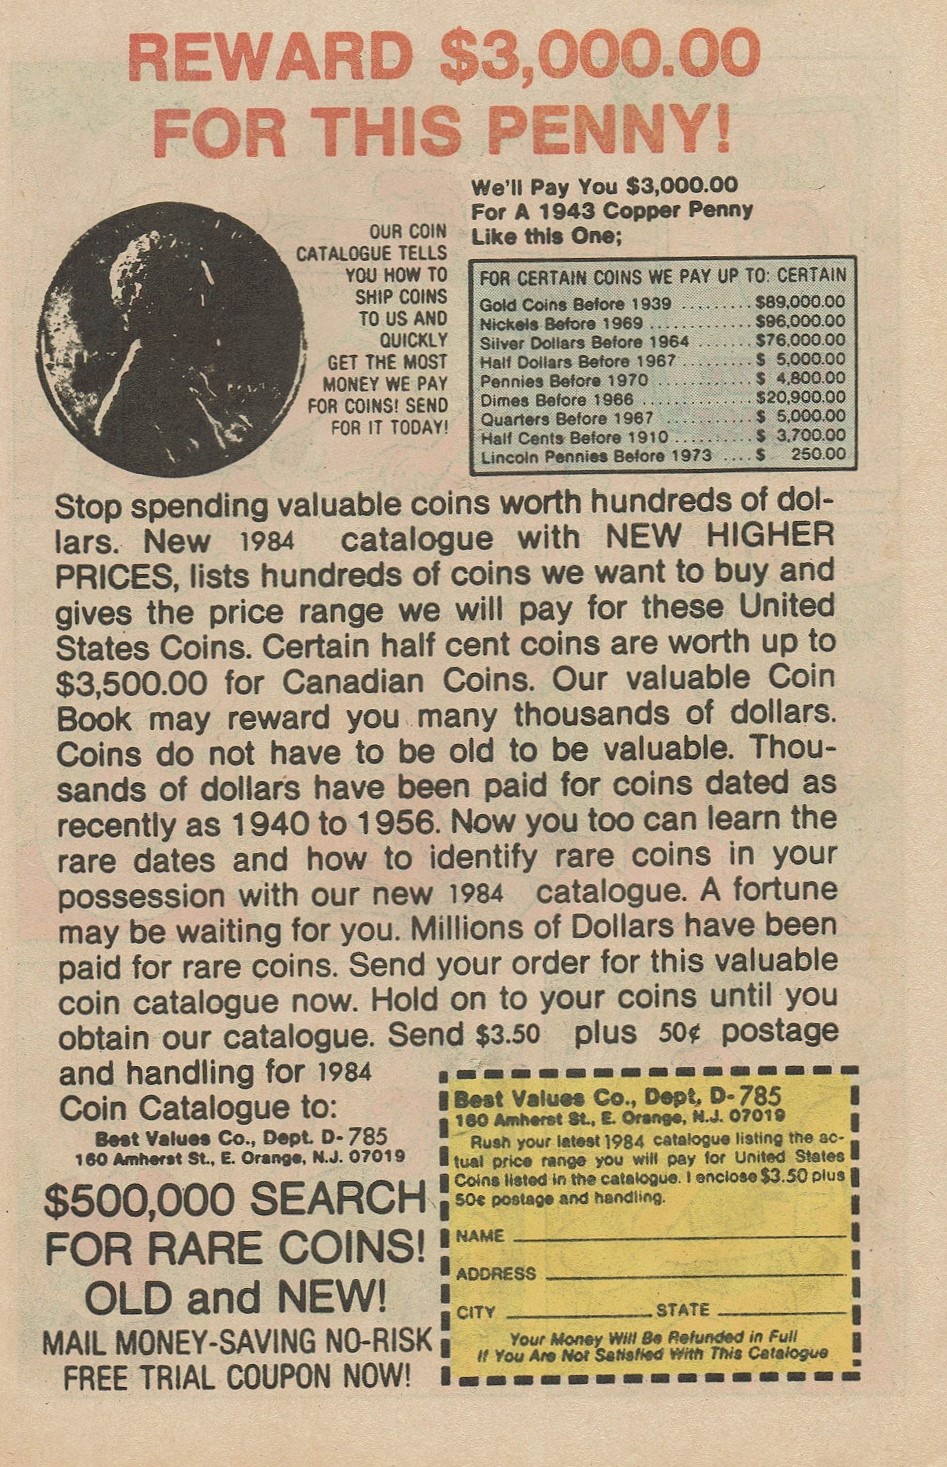 REWARD $3,000.00
FOR THIS PENNY!
OUR COIN
CATALOGUE TELLS
YOU HOW TO
SHIP COINS
TO US AND
QUICKLY
GET THE MOST
MONEY WE PAY
FOR COINS! SEND
FOR IT TODAY!
We'll Pay You $3,000.00
For A 1943 Copper Penny
Like this One;
FOR CERTAIN COINS WE PAY UP TO: CERTAIN
Gold Coins Before 1939 ......... $89,000.00
Nickels Before 1969 ............. $96,000.00
Silver Dollars Before 1964 ....... $76,000.00
Half Dollars Before 1967 ......... $ 5,000.00
Pennies Before 1970 ............. $ 4,800.00
Dimes Before 1966 .............. $20,900.00
Quarters Before 1967 ............ $ 5,000.00
Half Cents Before 1910 .......... $ 3,700.00
Lincoln Pennies Before 1973 .... $ 250.00
Stop spending valuable coins worth hundreds of dol-
lars. New 1984 catalogue with NEW HIGHER
PRICES, lists hundreds of coins we want to buy and
gives the price range we will pay for these United
States Coins. Certain half cent coins are worth up to
$3,500.00 for Canadian Coins. Our valuable Coin
Book may reward you many thousands of dollars.
Coins do not have to be old to be valuable. Thou-
sands of dollars have been paid for coins dated as
recently as 1940 to 1956. Now you too can learn the
rare dates and how to identify rare coins in your
possession with our new 1984 catalogue. A fortune
may be waiting for you. Millions of Dollars have been
paid for rare coins. Send your order for this valuable
coin catalogue now. Hold on to your coins until you
obtain our catalogue. Send $3.50 plus 50¢ postage
and handling for 1984
Coin Catalogue to:
Best Values Co., Dept. D-785
160 Amherst St., E. Orange, N.J. 07019
$500,000 SEARCH
FOR RARE COINS!
OLD and NEW!
MAIL MONEY-SAVING NO-RISK
FREE TRIAL COUPON NOW!
Best Values Co., Dept, D-785
160 Amherst St., E. Orange, N.J. 07019
Rush your latest 1984 catalogue listing the ac-
tual price range you will pay for United States
Coins listed in the catalogue. I enclose $3.50 plus
50¢ postage and handling.
NAME
ADDRESS
CITY STATE
Your Money Will Be Refunded in Full
If You Are Not Satisfied With This Catalogue